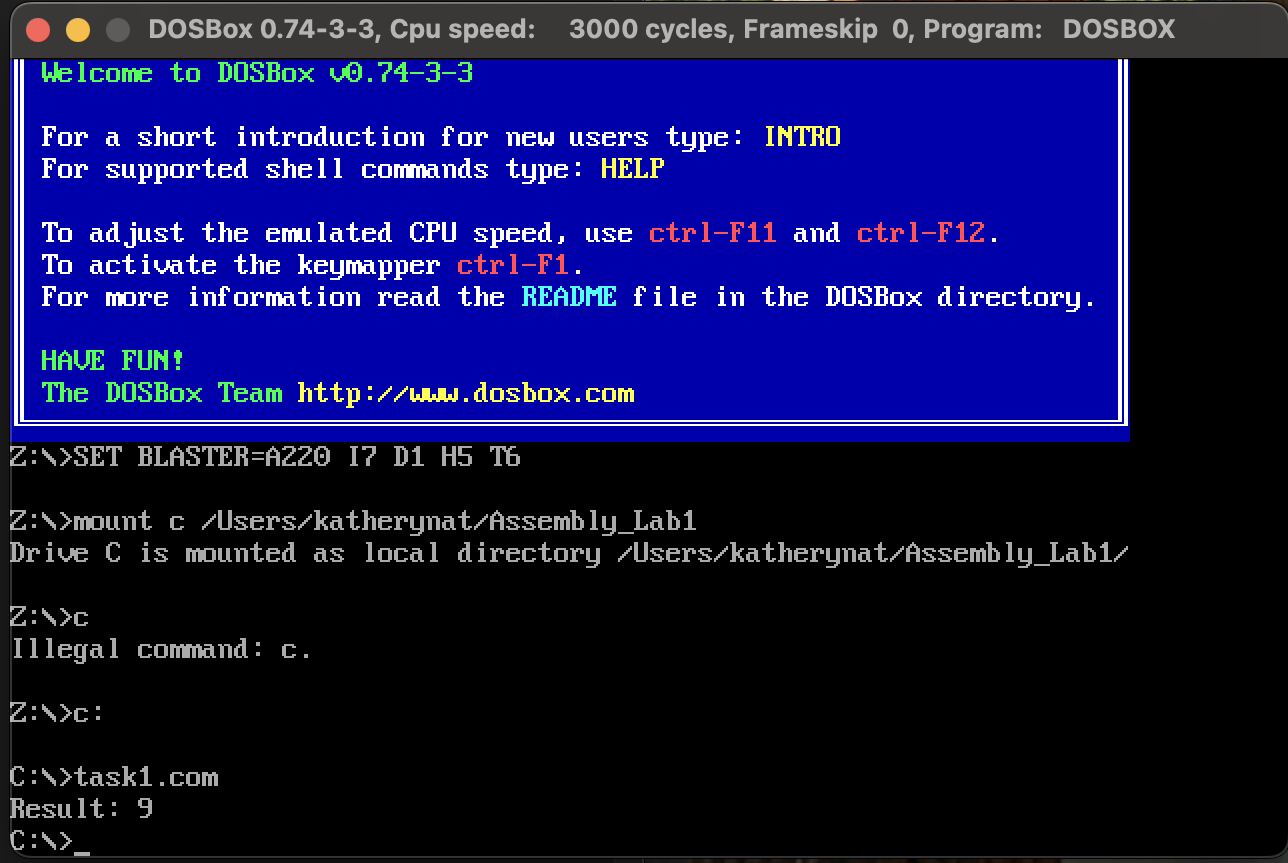 DOSBox 0.74-3-3, Cpu speed: 3000 cycles, Frameskip 0, Program: DOSBOX
Welcome to DOSBox v0.74-3-3
For a short introduction for new users type: INTRO
For supported shell commands type: HELP
To adjust the emulated CPU speed, use ctrl-F11 and ctrl-F12.
To activate the keymapper ctrl-F1.
For more information read the README file in the DOSBox directory.
HAVE FUN!
The DOSBox Team http://www.dosbox.com
Z:\>SET BLASTER=A220 I7 D1 H5 T6
Z:\>mount c /Users/katherynat/Assembly_Lab1
Drive C is mounted as local directory /Users/katherynat/Assembly_Lab1/
Z:\>c
Illegal command: c.
Z:\>c:
C:\>task1.com
Result: 9
C:\>_